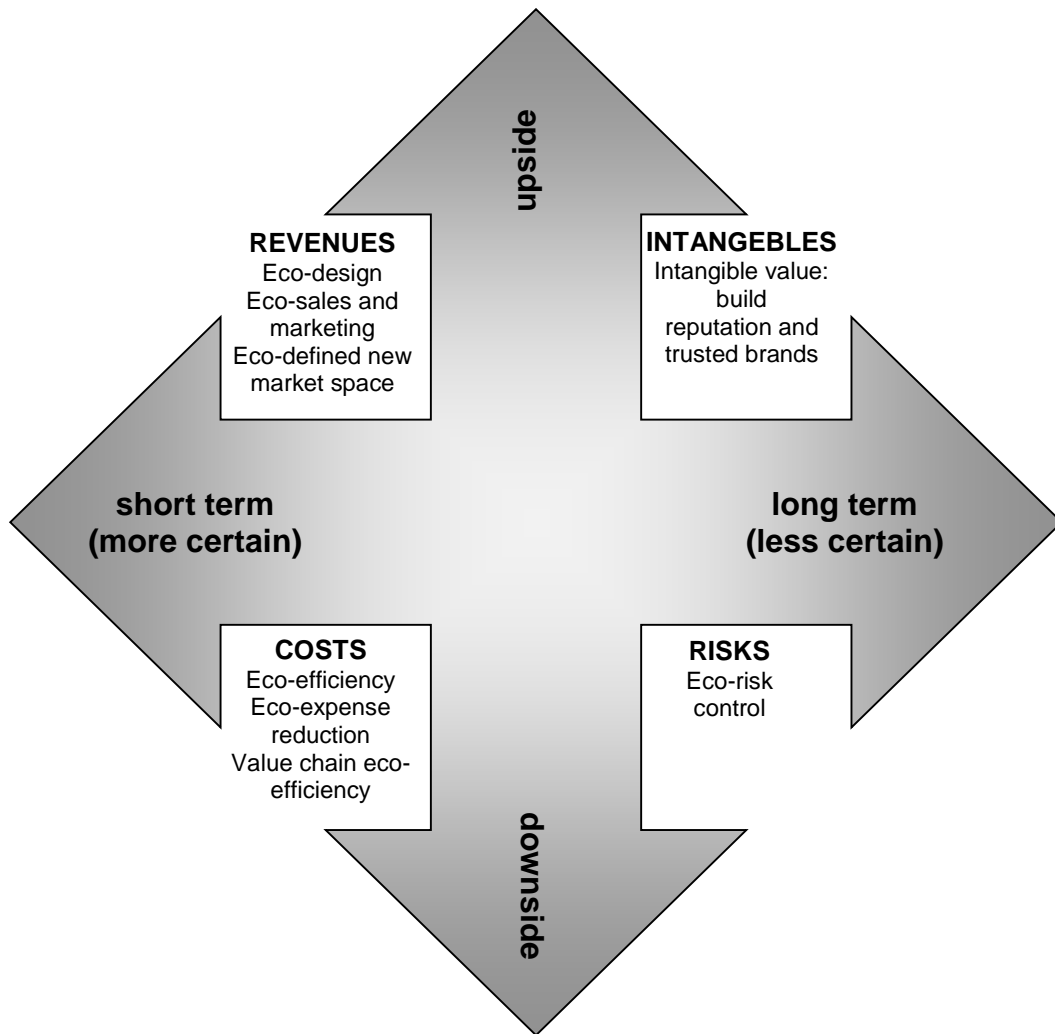 upside
REVENUES
Eco-design
Eco-sales and
marketing
Eco-defined new
market space
INTANGEBLES
Intangible value:
build
reputation and
trusted brands
short term
(more certain)
long term
(less certain)
COSTS
Eco-efficiency
Eco-expense
reduction
Value chain eco-
efficiency
RISKS
Eco-risk
control
downside